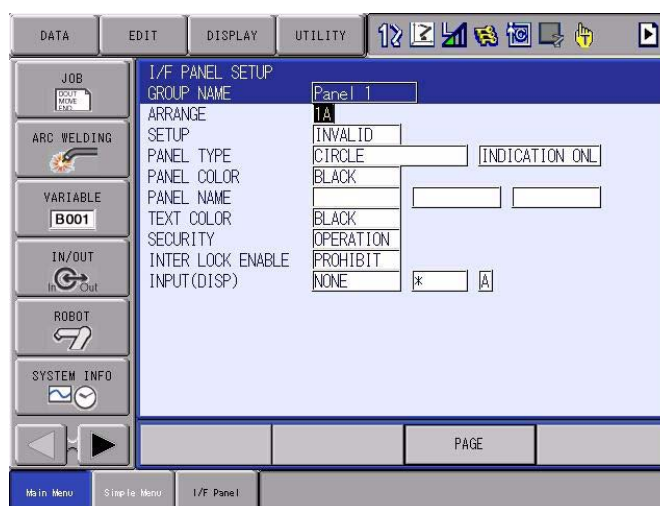 DATA EDIT DISPLAY UTILITY
JOB
DOUT
MOVE
END
ARC WELDING
VARIABLE
B001
IN/OUT
In Out
ROBOT
SYSTEM INFO
I/F PANEL SETUP
GROUP NAME Panel 1
ARRANGE 1A
SETUP INVALID
PANEL TYPE CIRCLE INDICATION ONL
PANEL COLOR BLACK
PANEL NAME
TEXT COLOR BLACK
SECURITY OPERATION
INTER LOCK ENABLE PROHIBIT
INPUT(DISP) NONE * A
PAGE
Main Menu Simple Menu I/F Panel